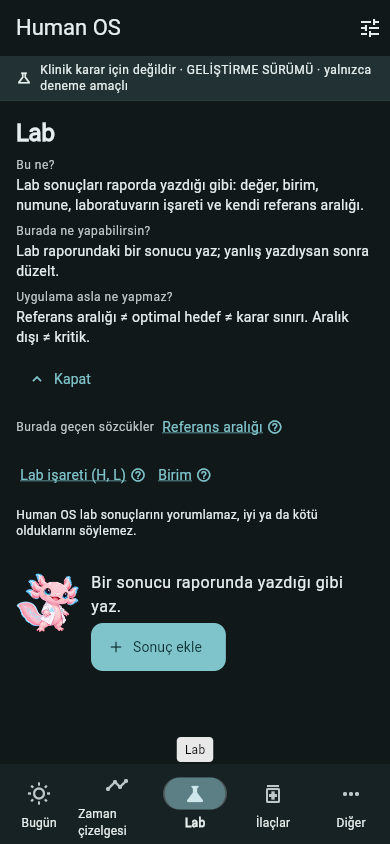 Human OS
Klinik karar için değildir · GELİŞTİRME SÜRÜMÜ · yalnızca
deneme amaçlı
Lab
Bu ne?
Lab sonuçları raporda yazdığı gibi: değer, birim,
numune, laboratuvarın işareti ve kendi referans aralığı.
Burada ne yapabilirsin?
Lab raporundaki bir sonucu yaz; yanlış yazdıysan sonra
düzelt.
Uygulama asla ne yapmaz?
Referans aralığı ≠ optimal hedef ≠ karar sınırı. Aralık
dışı ≠ kritik.
Kapat
Burada geçen sözcükler Referans aralığı ?
Lab işareti (H, L) ? Birim ?
Human OS lab sonuçlarını yorumlamaz, iyi ya da kötü
olduklarını söylemez.
Bir sonucu raporunda yazdığı gibi
yaz.
+ Sonuç ekle
Lab
Bugün
Zaman
çizelgesi
Lab
İlaçlar
Diğer